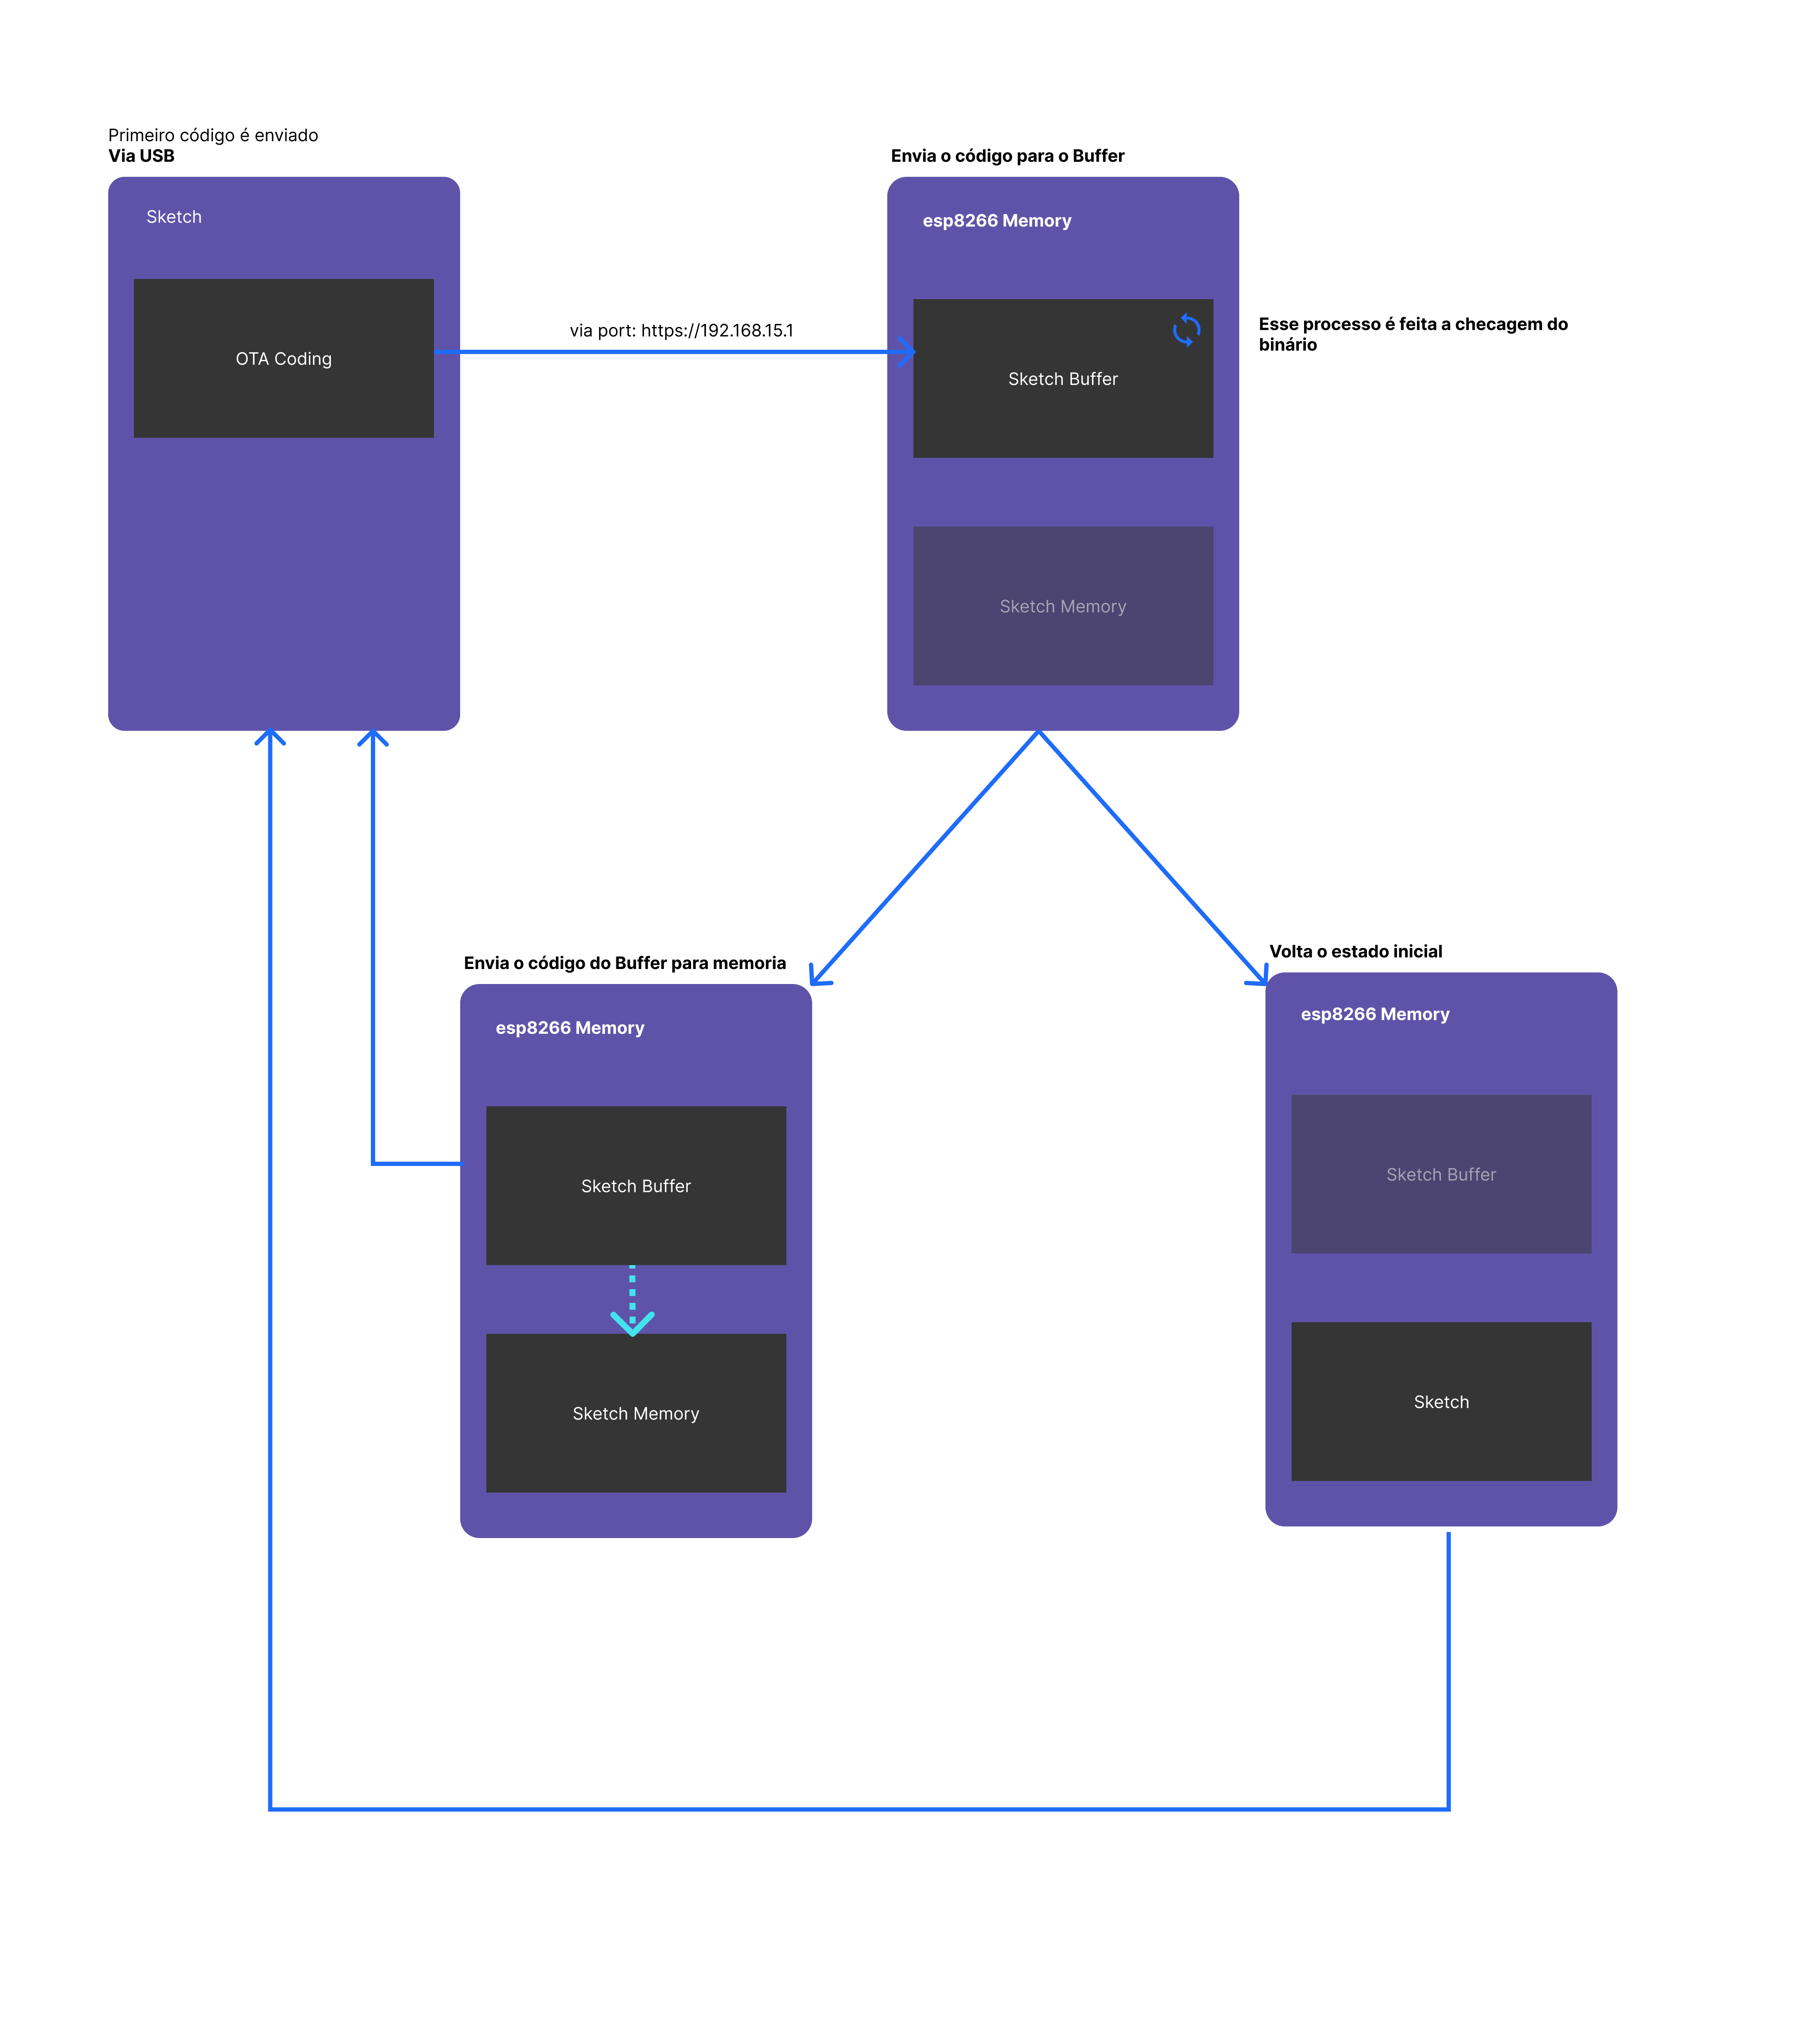 Primeiro código é enviado
Via USB
Sketch
OTA Coding
via port: https://192.168.15.1
Envia o código para o Buffer
esp8266 Memory
Sketch Buffer
Sketch Memory
Esse processo é feita a checagem do
binário
Envia o código do Buffer para memoria
esp8266 Memory
Sketch Buffer
Sketch Memory
Volta o estado inicial
esp8266 Memory
Sketch Buffer
Sketch